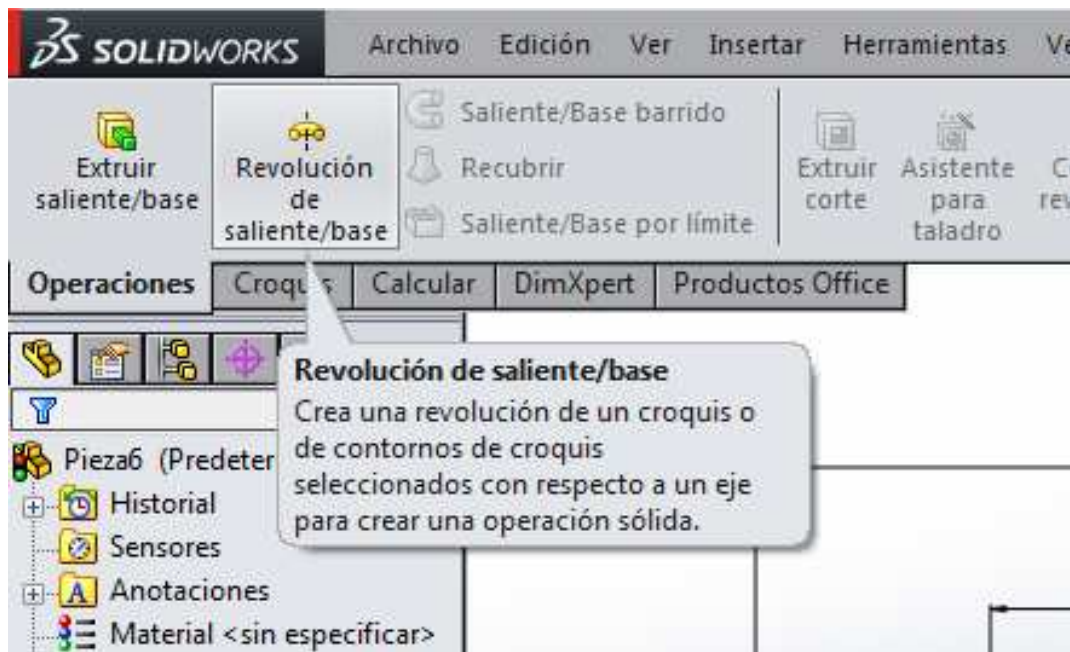 SOLIDWORKS Archivo Edición Ver Insertar Herramientas
Extruir saliente/base
Revolución de saliente/base
Saliente/Base barrido
Recubrir
Saliente/Base por límite
Extruir corte
Asistente para taladro
Operaciones Croquis Calcular DimXpert Productos Office
Revolución de saliente/base
Crea una revolución de un croquis o
de contornos de croquis
seleccionados con respecto a un eje
para crear una operación sólida.
Pieza6 (Predeter
Historial
Sensores
Anotaciones
Material <sin especificar>